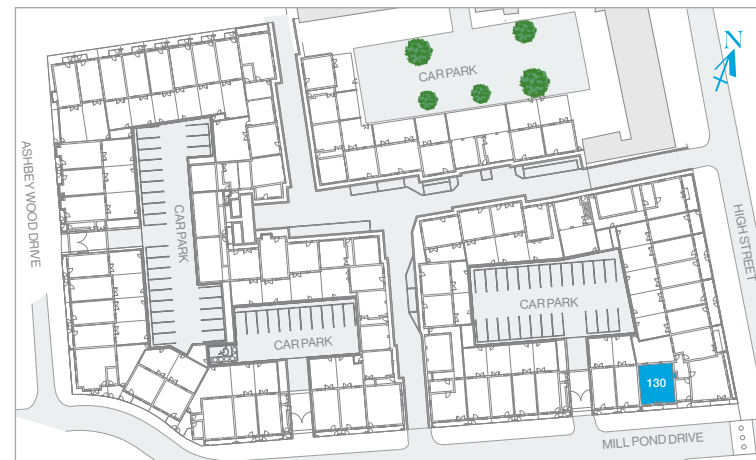 CAR PARK
N
ASHBEY WOOD DRIVE
CAR PARK
HIGH STREET
CAR PARK
CAR PARK
130
MILL POND DRIVE